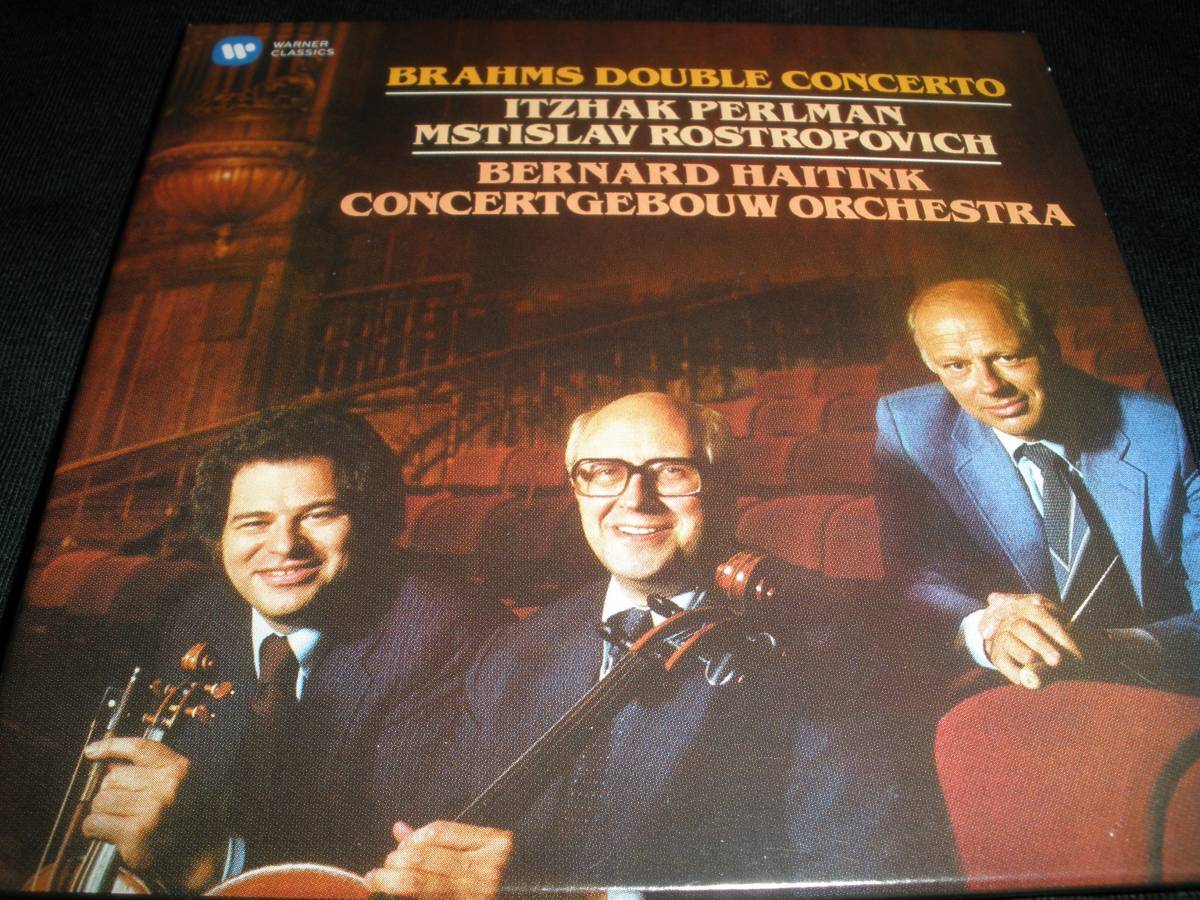 WARNER
CLASSICS
BRAHMS DOUBLE CONCERTO
ITZHAK PERLMAN
MSTISLAV ROSTROPOVICH
BERNARD HAITINK
CONCERTGEBOUW ORCHESTRA